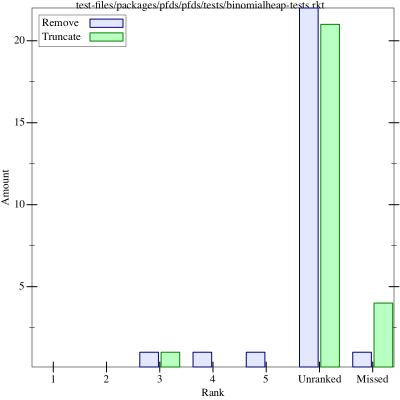 test-files/packages/pfds/pfds/tests/binomialheap-tests.rkt
Remove
Truncate
20
15
10
5
Amount
1 2 3 4 5 Unranked Missed
Rank